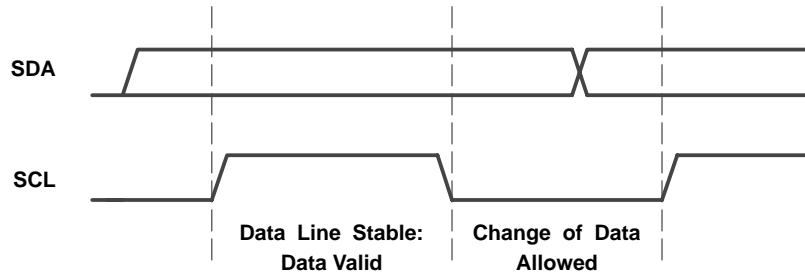 SDA
SCL
Data Line Stable:
Data Valid
Change of Data
Allowed